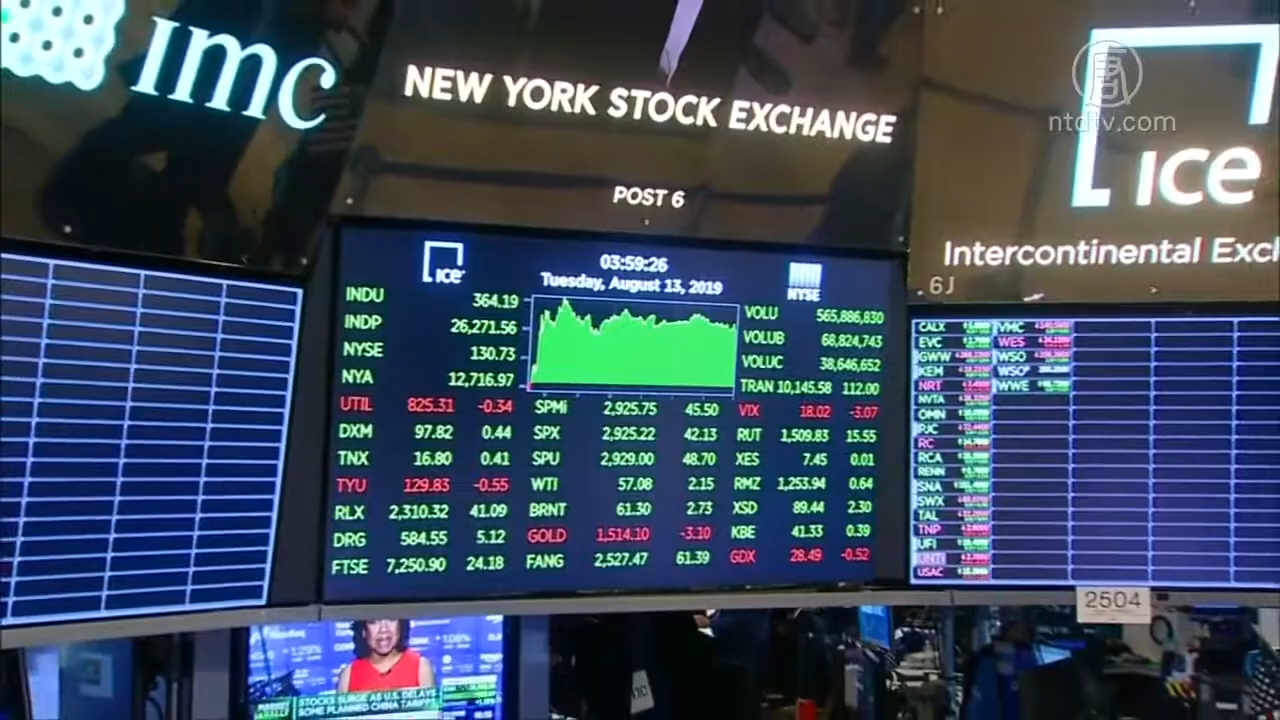 IMC
NEW YORK STOCK EXCHANGE
POST 6
ntdtv.com
ICE
Intercontinental Exc
6J
ICE
03:59:26
Tuesday, August 13, 2019
NYSE
INDU 364.19
INDP 26,271.56
NYSE 130.73
NYA 12,716.97
VOLU 565,886,830
VOLUB 68,824,743
VOLUC 38,646,652
TRAN 10,145.58 112.00
UTIL 825.31 -0.34
DXM 97.82 0.44
TNX 16.80 0.41
TYU 129.83 -0.55
RLX 2,310.32 41.09
DRG 584.55 5.12
FTSE 7,250.90 24.18
SPMi 2,925.75 45.50
SPX 2,925.22 42.13
SPU 2,929.00 48.70
WTI 57.08 2.15
BRNT 61.30 2.73
GOLD 1,514.10 -3.10
FANG 2,527.47 61.39
VIX 18.02 -3.07
RUT 1,509.83 15.55
XES 7.45 0.01
RMZ 1,253.94 0.64
XSD 89.44 2.30
KBE 41.33 0.39
GDX 28.49 -0.52
CALX
EVC
GWW
KEM
NRT
NVTA
OMN
PJC
RC
RCA
RENN
SNA
SWX
TAL
TNP
UFI
USAC
VMC
WES
WSO
WSO
WWE
2504
STOCKS SURGE AS U.S. DELAYS
SOME PLANNED CHINA TARIFFS